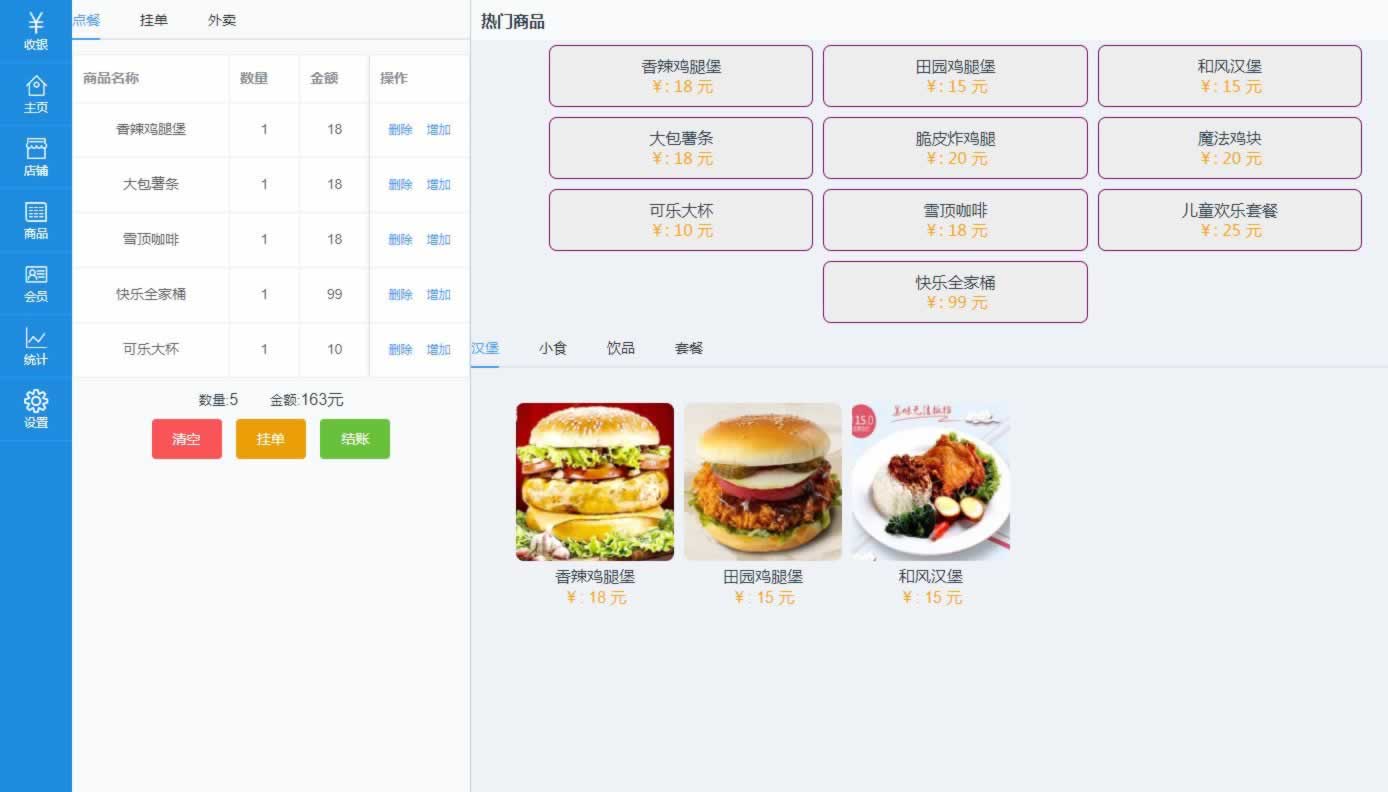 收银
主页
店铺
商品
会员
统计
设置
点餐 挂单 外卖
商品名称 数量 金额 操作
香辣鸡腿堡 1 18 删除 增加
大包薯条 1 18 删除 增加
雪顶咖啡 1 18 删除 增加
快乐全家桶 1 99 删除 增加
可乐大杯 1 10 删除 增加
数量:5 金额:163元
清空 挂单 结账
热门商品
香辣鸡腿堡
¥ : 18 元
田园鸡腿堡
¥ : 15 元
和风汉堡
¥ : 15 元
大包薯条
¥ : 18 元
脆皮炸鸡腿
¥ : 20 元
魔法鸡块
¥ : 20 元
可乐大杯
¥ : 10 元
雪顶咖啡
¥ : 18 元
儿童欢乐套餐
¥ : 25 元
快乐全家桶
¥ : 99 元
汉堡 小食 饮品 套餐
香辣鸡腿堡
¥ : 18 元
田园鸡腿堡
¥ : 15 元
15.0
和风汉堡
¥ : 15 元